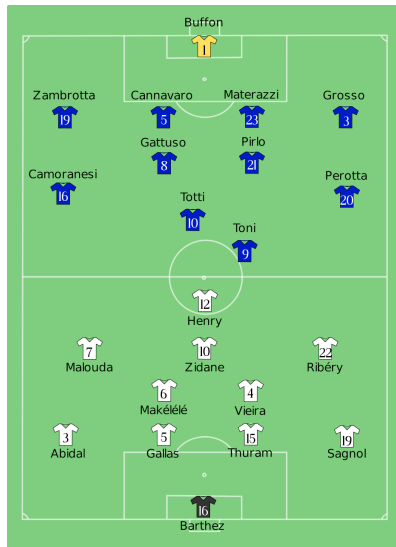 Buffon
1
Zambrotta Cannavaro Materazzi Grosso
19 5 23 3
Gattuso Pirlo
8 21
Camoranesi Perotta
16 20
Totti
10
Toni
9
12
Henry
7 10 22
Malouda Zidane Ribéry
6 4
Makélélé Vieira
3 5 15 19
Abidal Gallas Thuram Sagnol
16
Barthez